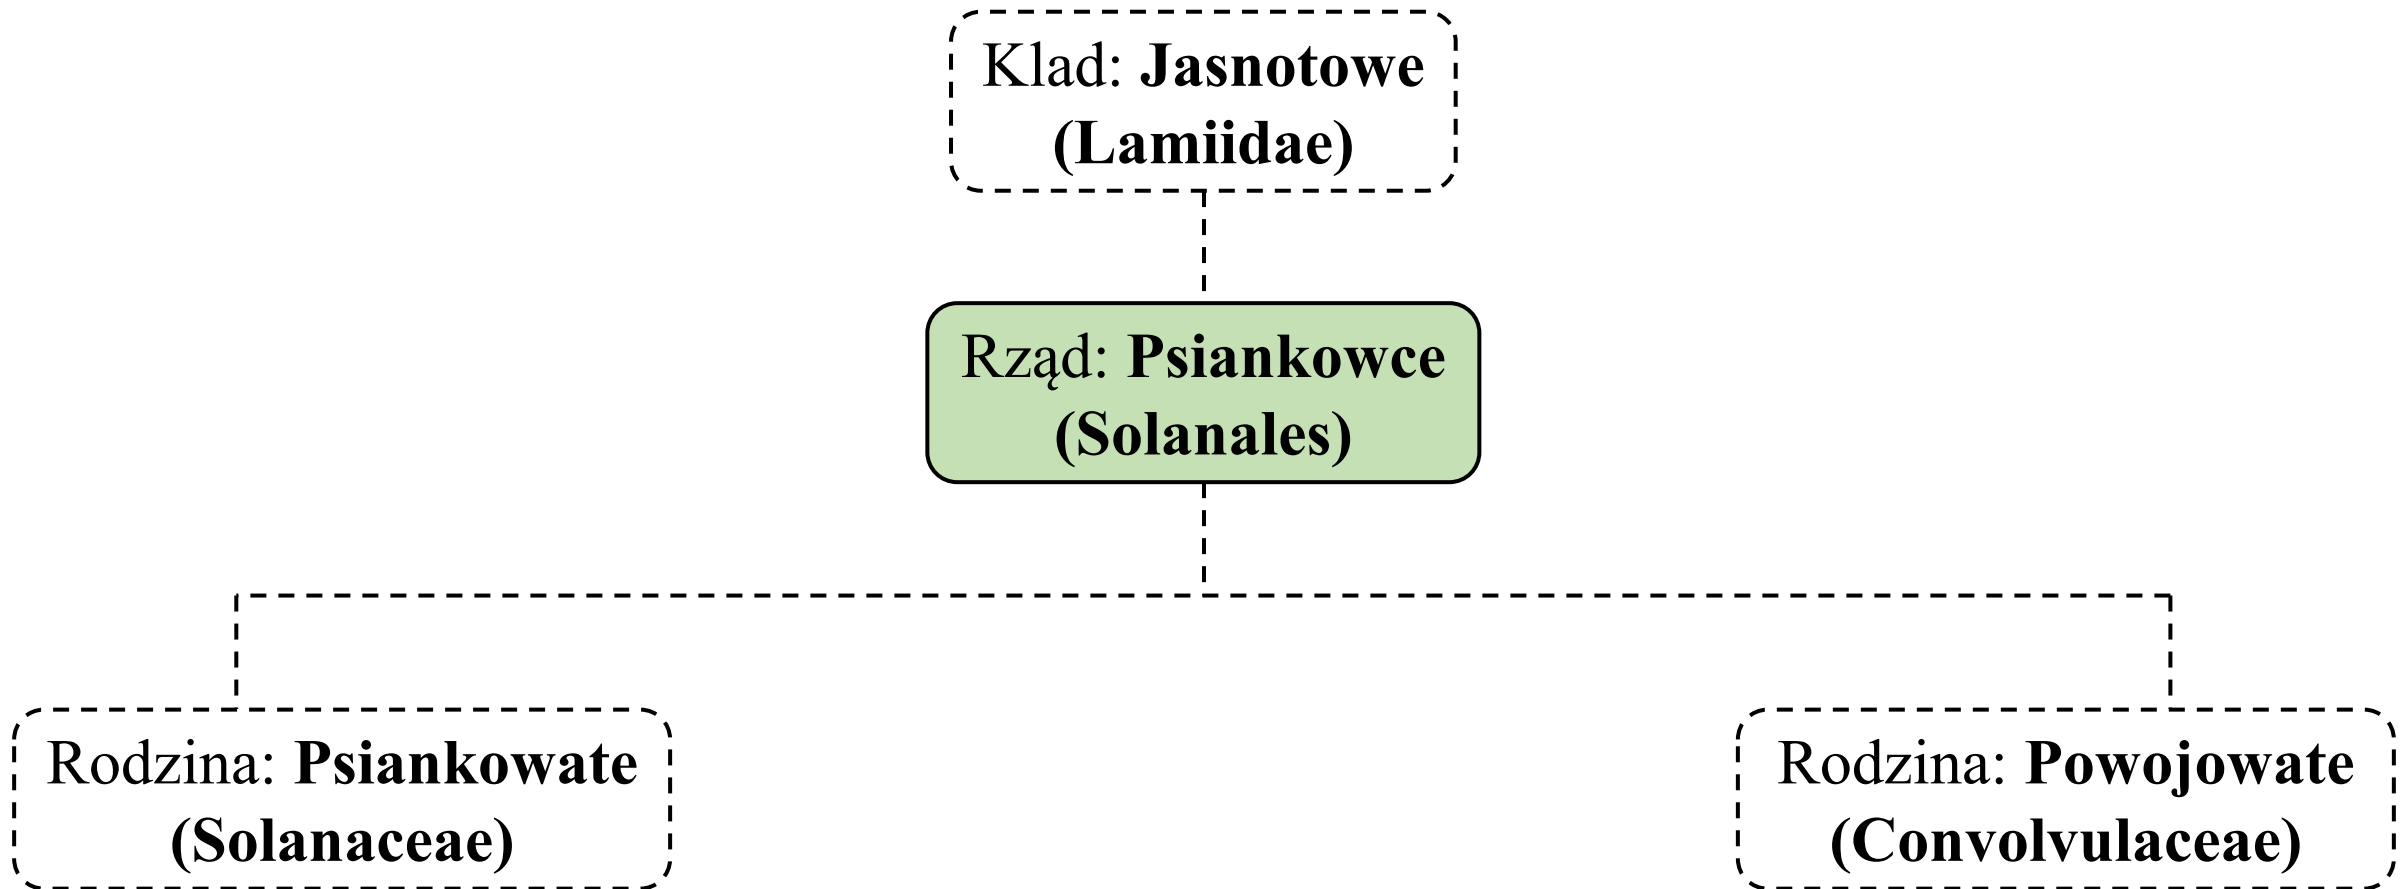 Klad: Jasnotowe
(Lamiidae)
Rząd: Psiankowce
(Solanales)
Rodzina: Psiankowate
(Solanaceae)
Rodzina: Powojowate
(Convolvulaceae)